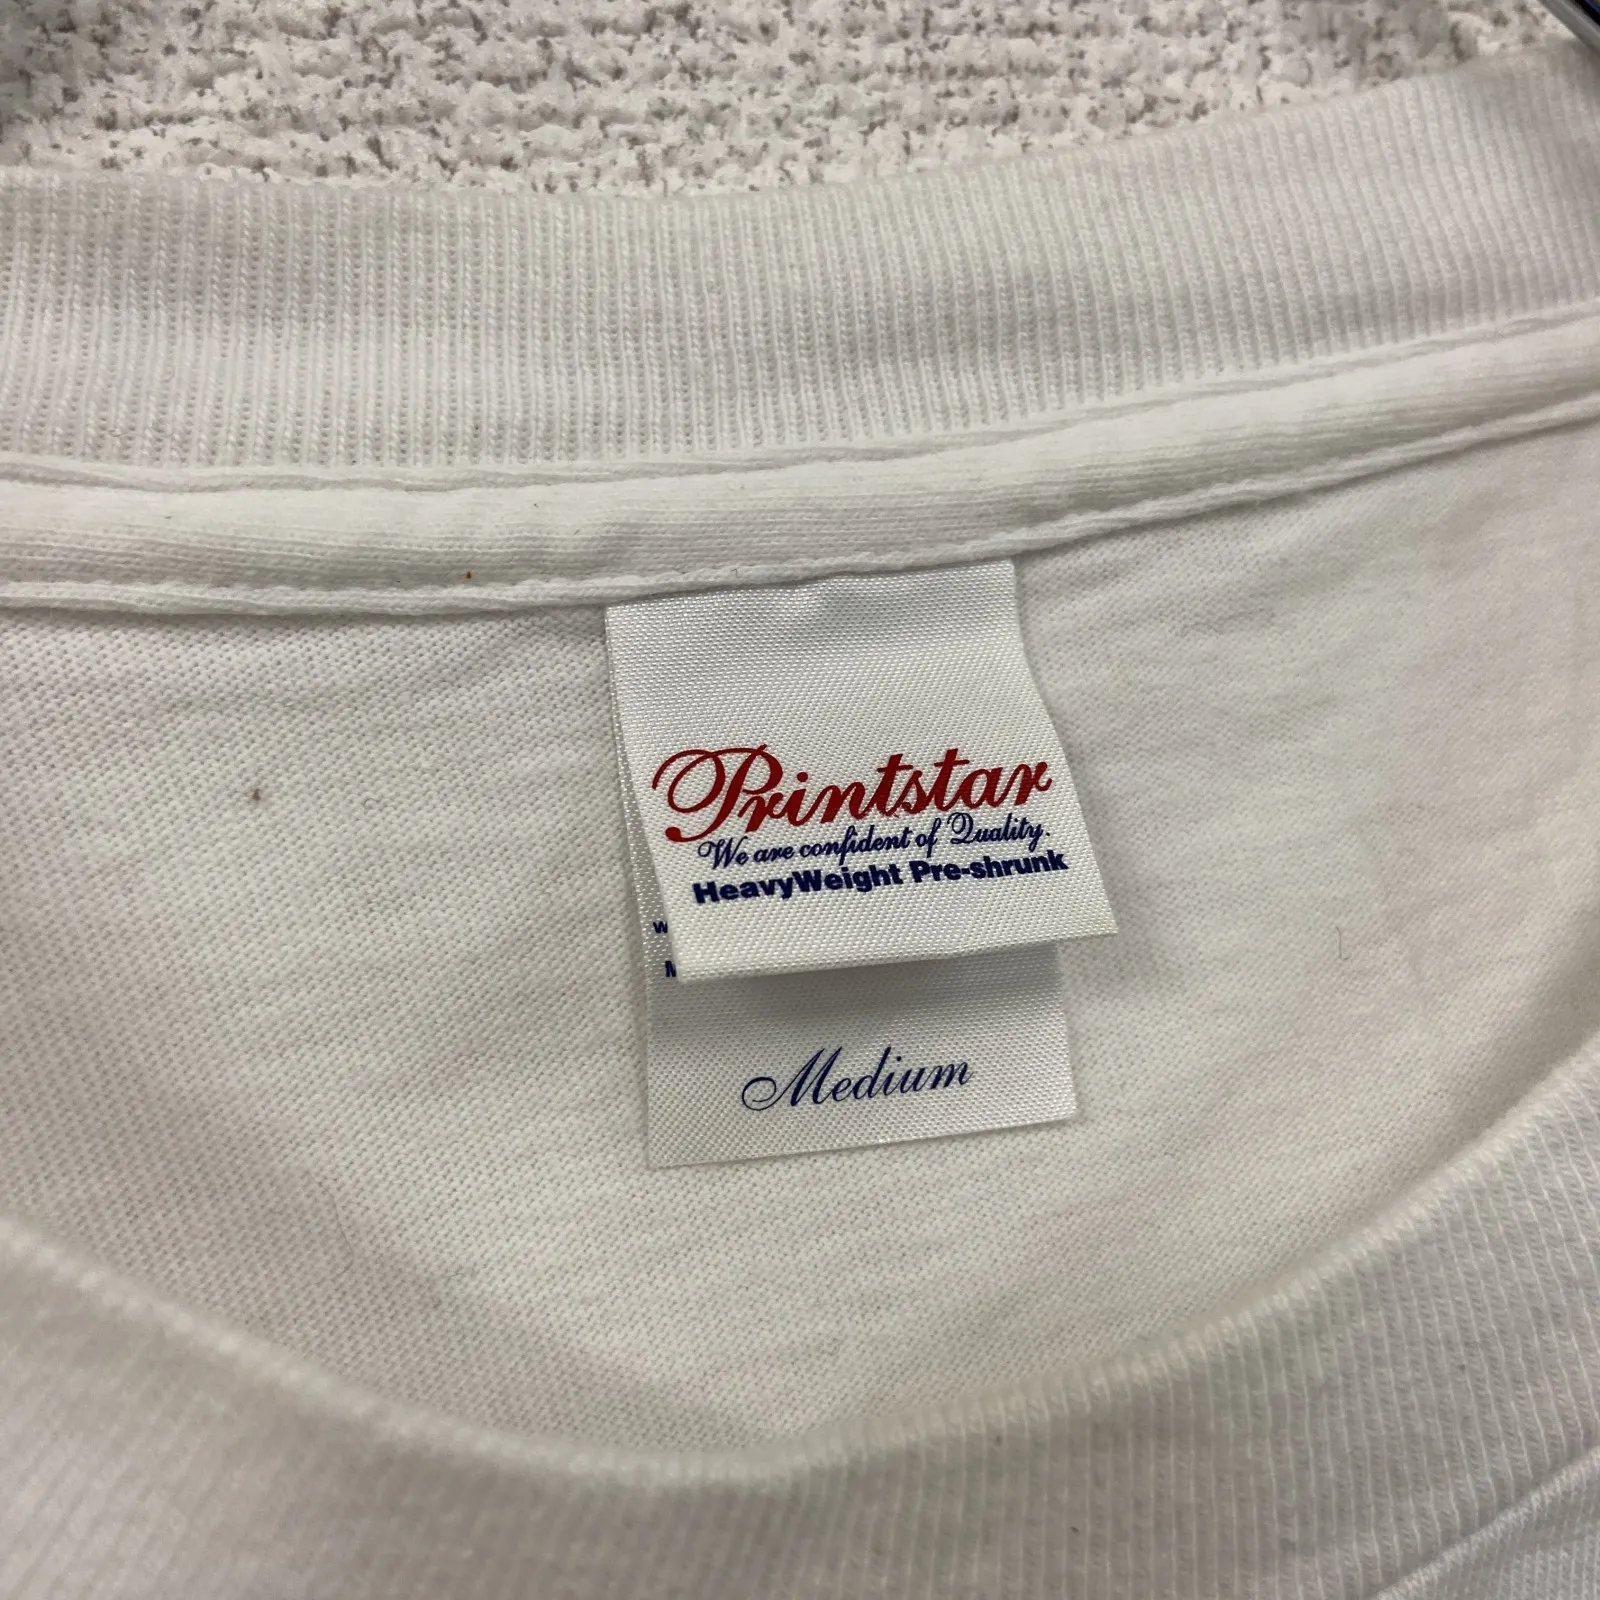 Printstar
We are confident of Quality.
HeavyWeight Pre-shrunk
Medium